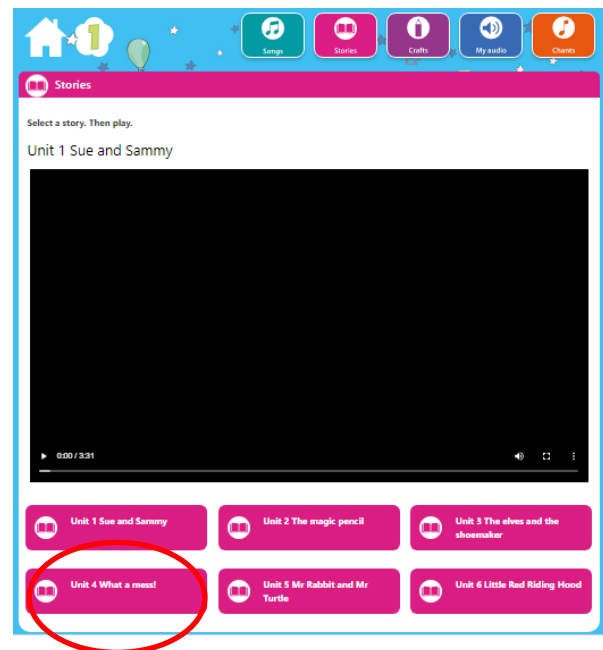 1
Songs
Stories
Crafts
My audio
Chants
Stories
Select a story. Then play.
Unit 1 Sue and Sammy
0:00 / 3:31
Unit 1 Sue and Sammy
Unit 2 The magic pencil
Unit 3 The elves and the
shoemaker
Unit 4 What a mess!
Unit 5 Mr Rabbit and Mr
Turtle
Unit 6 Little Red Riding Hood